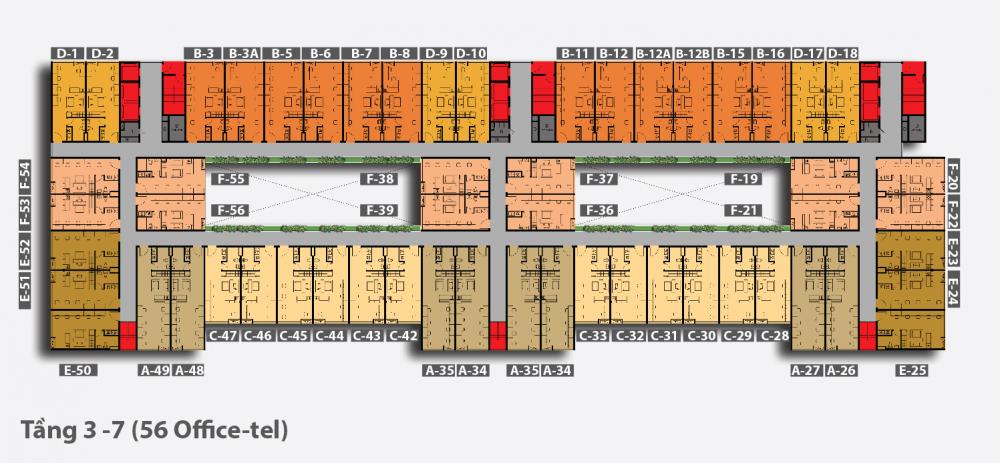 D-1 D-2 B-3 B-3A B-5 B-6 B-7 B-8 D-9 D-10 B-11 B-12 B-12A B-12B B-15 B-16 D-17 D-18
F-54 F-55 F-38 F-37 F-19 F-20
F-53 F-56 F-39 F-36 F-21 F-22
E-52 E-23
E-51 E-24
C-47 C-46 C-45 C-44 C-43 C-42 C-33 C-32 C-31 C-30 C-29 C-28
E-50 A-49 A-48 A-35 A-34 A-35 A-34 A-27 A-26 E-25
Tầng 3 -7 (56 Office-tel)